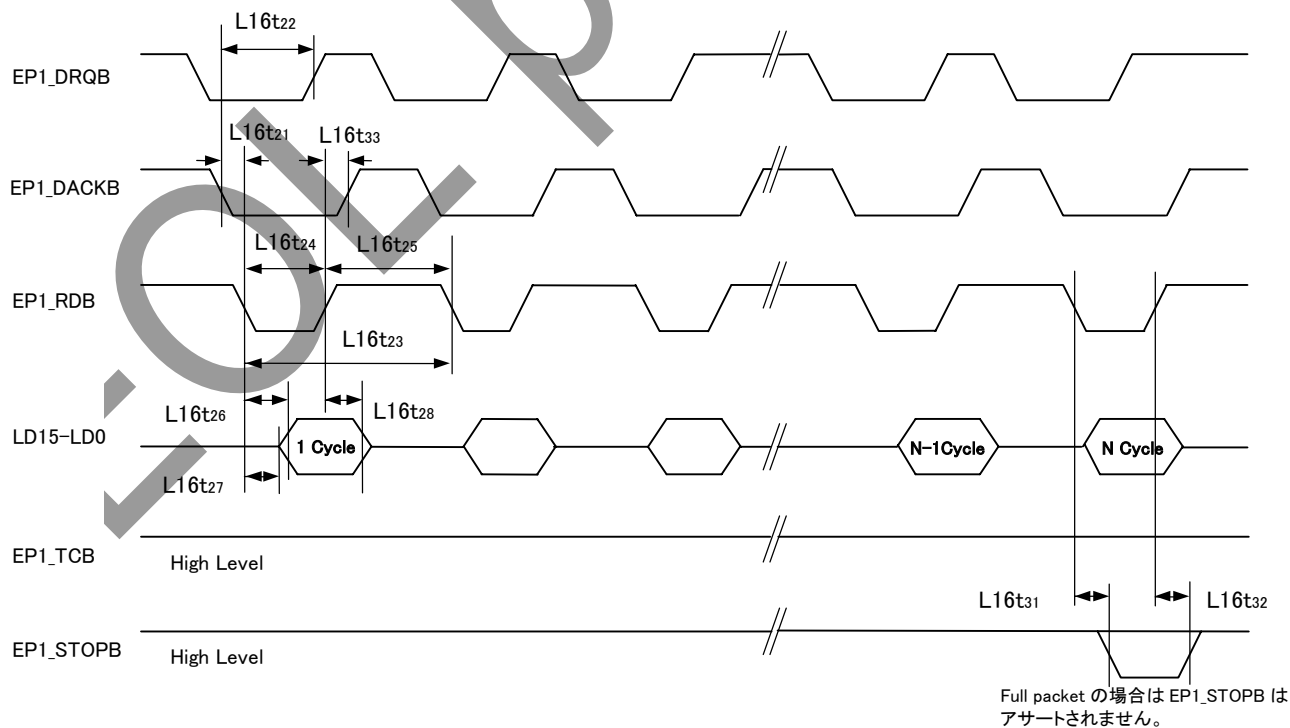 L16t22
EP1_DRQB
L16t21
L16t33
EP1_DACKB
L16t24
L16t25
EP1_RDB
L16t23
L16t26
L16t28
LD15-LD0
1 Cycle
N-1Cycle
N Cycle
L16t27
EP1_TCB
High Level
L16t31
L16t32
EP1_STOPB
High Level
Full packet の場合は EP1_STOPB は
アサートされません。